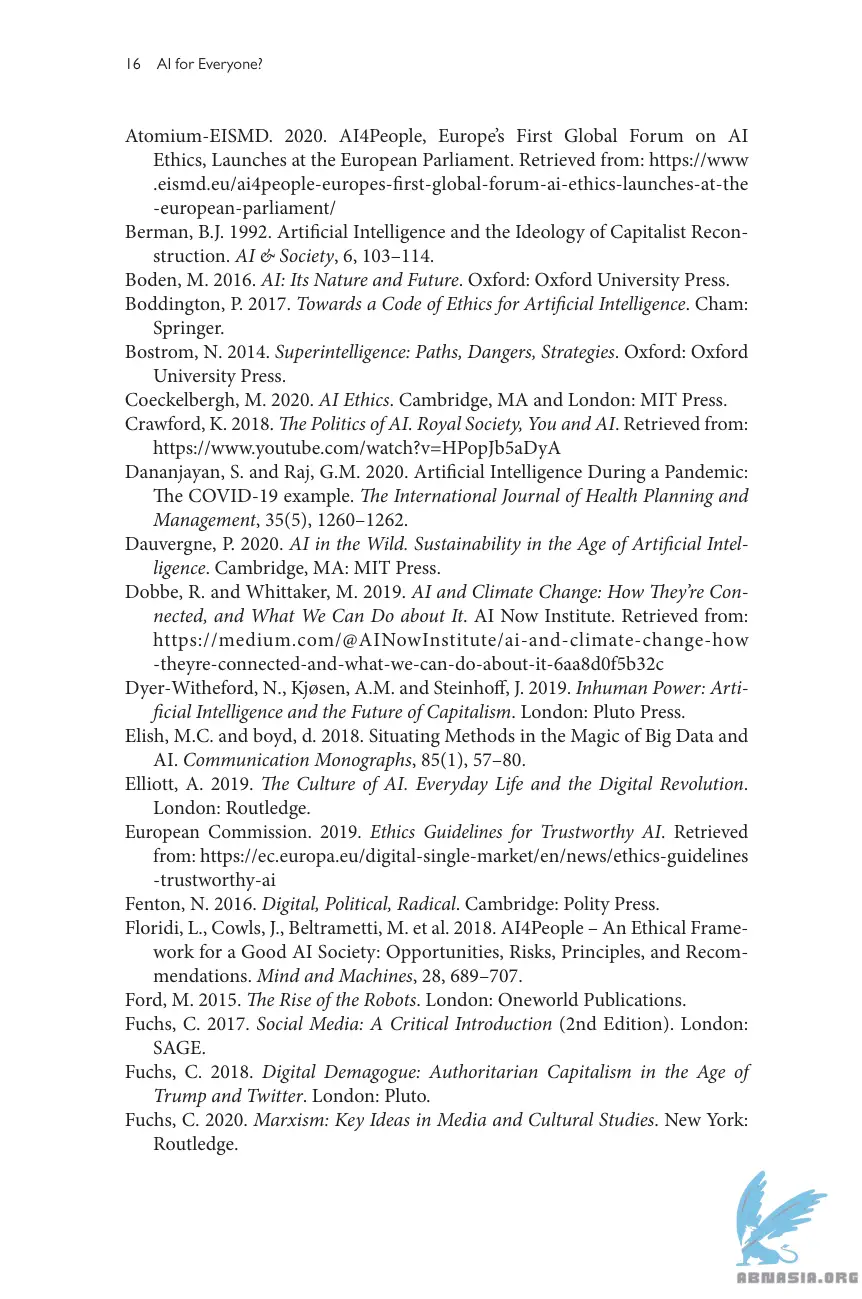 16 AI for Everyone?
Atomium-EISMD. 2020. AI4People, Europe's First Global Forum on AI
Ethics, Launches at the European Parliament. Retrieved from: https://www
.eismd.eu/ai4people-europes-first-global-forum-ai-ethics-launches-at-the
-european-parliament/
Berman, B.J. 1992. Artificial Intelligence and the Ideology of Capitalist Recon-
struction. AI & Society, 6, 103–114.
Boden, M. 2016. AI: Its Nature and Future. Oxford: Oxford University Press.
Boddington, P. 2017. Towards a Code of Ethics for Artificial Intelligence. Cham:
Springer.
Bostrom, N. 2014. Superintelligence: Paths, Dangers, Strategies. Oxford: Oxford
University Press.
Coeckelbergh, M. 2020. AI Ethics. Cambridge, MA and London: MIT Press.
Crawford, K. 2018. The Politics of AI. Royal Society, You and AI. Retrieved from:
https://www.youtube.com/watch?v=HPopJb5aDyA
Dananjayan, S. and Raj, G.M. 2020. Artificial Intelligence During a Pandemic:
The COVID-19 example. The International Journal of Health Planning and
Management, 35(5), 1260–1262.
Dauvergne, P. 2020. AI in the Wild. Sustainability in the Age of Artificial Intel-
ligence. Cambridge, MA: MIT Press.
Dobbe, R. and Whittaker, M. 2019. AI and Climate Change: How They're Con-
nected, and What We Can Do about It. AI Now Institute. Retrieved from:
https://medium.com/@AINowInstitute/ai-and-climate-change-how
-theyre-connected-and-what-we-can-do-about-it-6aa8d0f5b32c
Dyer-Witheford, N., Kjøsen, A.M. and Steinhoff, J. 2019. Inhuman Power: Arti-
ficial Intelligence and the Future of Capitalism. London: Pluto Press.
Elish, M.C. and boyd, d. 2018. Situating Methods in the Magic of Big Data and
AI. Communication Monographs, 85(1), 57–80.
Elliott, A. 2019. The Culture of AI. Everyday Life and the Digital Revolution.
London: Routledge.
European Commission. 2019. Ethics Guidelines for Trustworthy AI. Retrieved
from: https://ec.europa.eu/digital-single-market/en/news/ethics-guidelines
-trustworthy-ai
Fenton, N. 2016. Digital, Political, Radical. Cambridge: Polity Press.
Floridi, L., Cowls, J., Beltrametti, M. et al. 2018. AI4People – An Ethical Frame-
work for a Good AI Society: Opportunities, Risks, Principles, and Recom-
mendations. Mind and Machines, 28, 689–707.
Ford, M. 2015. The Rise of the Robots. London: Oneworld Publications.
Fuchs, C. 2017. Social Media: A Critical Introduction (2nd Edition). London:
SAGE.
Fuchs, C. 2018. Digital Demagogue: Authoritarian Capitalism in the Age of
Trump and Twitter. London: Pluto.
Fuchs, C. 2020. Marxism: Key Ideas in Media and Cultural Studies. New York:
Routledge.
ABNASIA.ORG